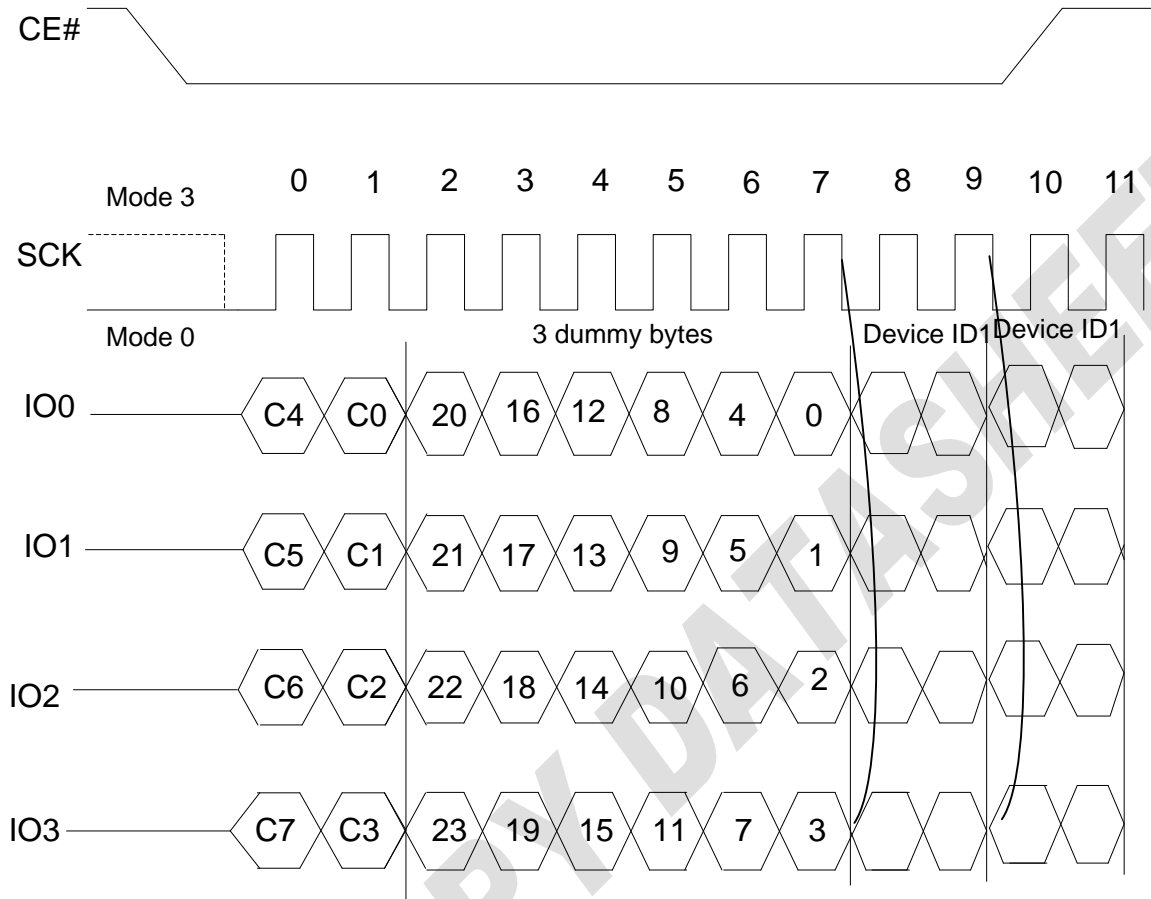 CE#
0 1 2 3 4 5 6 7 8 9 10 11
Mode 3
SCK
Mode 0
3 dummy bytes
Device ID1
Device ID1
IO0 C4 C0 20 16 12 8 4 0
IO1 C5 C1 21 17 13 9 5 1
IO2 C6 C2 22 18 14 10 6 2
IO3 C7 C3 23 19 15 11 7 3
PY DATASHEE